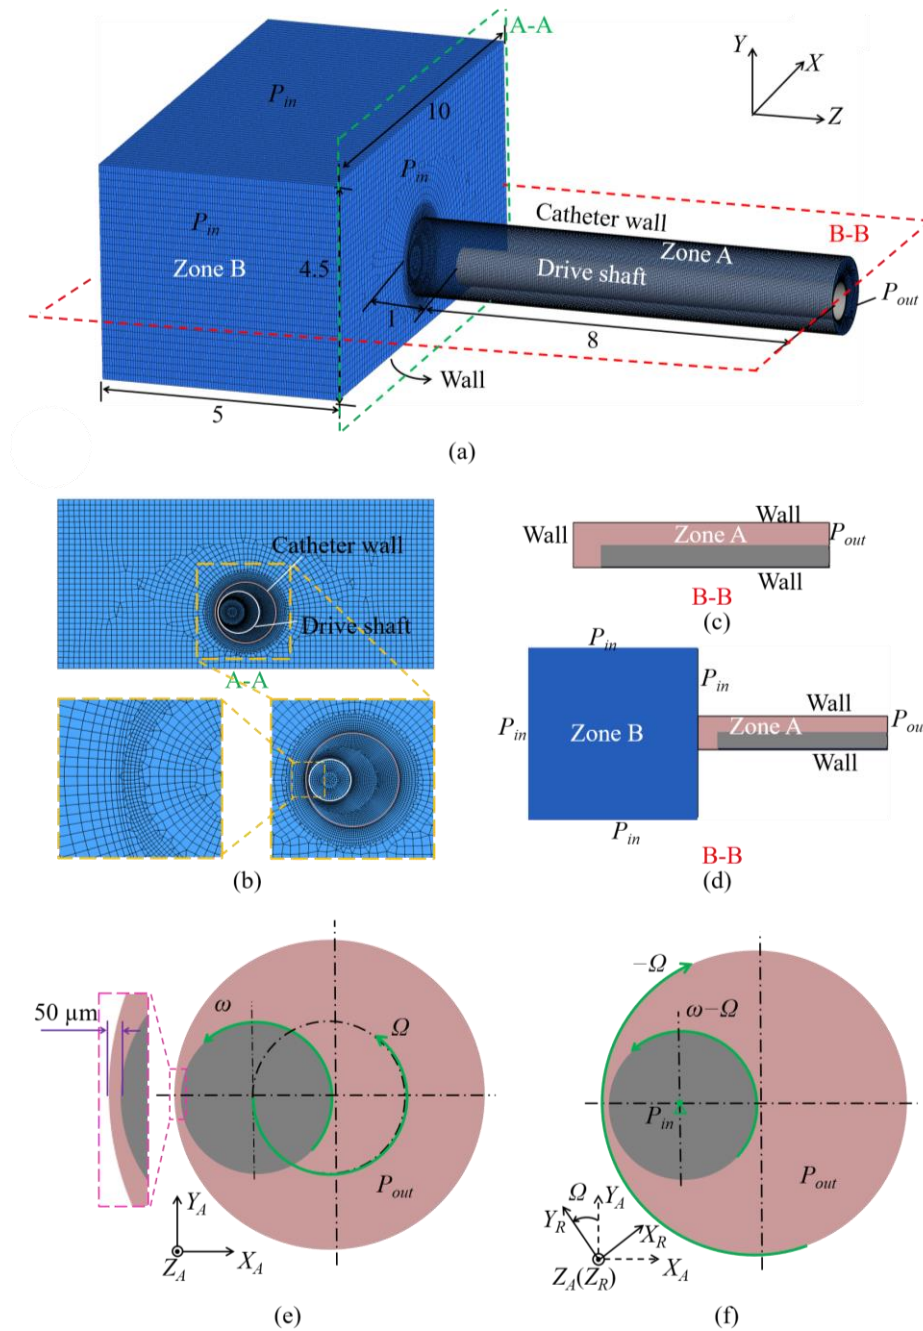 A-A
Y
X
Z
P_in
10
P_in
P_in
Zone B
4.5
Catheter wall
Zone A
B-B
Drive shaft
P_out
1
8
Wall
5
(a)
Catheter wall
Drive shaft
A-A
(b)
Wall
Wall
Zone A
P_out
Wall
B-B
(c)
P_in
P_in
Wall
P_in
Zone B
Zone A
P_out
Wall
P_in
B-B
(d)
50 μm
ω
Ω
P_out
Y_A
X_A
Z_A
(e)
−Ω
ω−Ω
P_in
P_out
Ω
Y_A
Y_R
X_R
X_A
Z_A(Z_R)
(f)